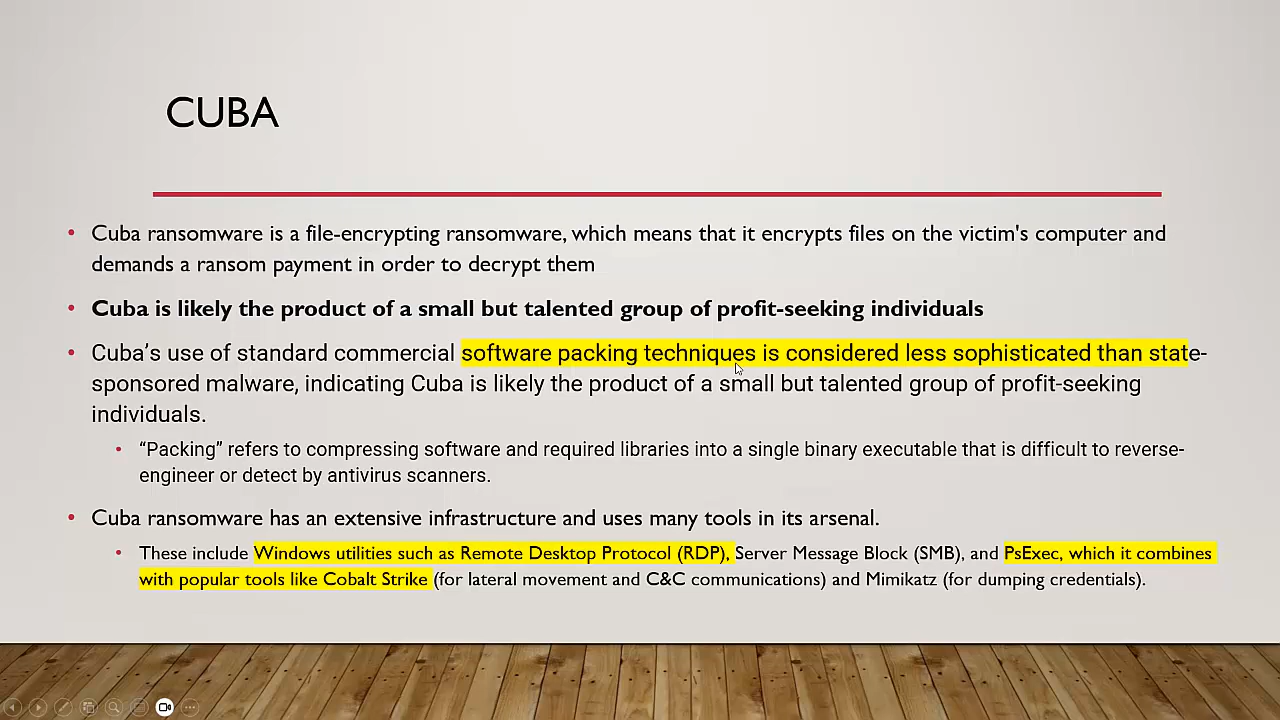 CUBA
Cuba ransomware is a file-encrypting ransomware, which means that it encrypts files on the victim's computer and
demands a ransom payment in order to decrypt them
Cuba is likely the product of a small but talented group of profit-seeking individuals
Cuba’s use of standard commercial software packing techniques is considered less sophisticated than state-
sponsored malware, indicating Cuba is likely the product of a small but talented group of profit-seeking
individuals.
“Packing” refers to compressing software and required libraries into a single binary executable that is difficult to reverse-
engineer or detect by antivirus scanners.
Cuba ransomware has an extensive infrastructure and uses many tools in its arsenal.
These include Windows utilities such as Remote Desktop Protocol (RDP), Server Message Block (SMB), and PsExec, which it combines
with popular tools like Cobalt Strike (for lateral movement and C&C communications) and Mimikatz (for dumping credentials).